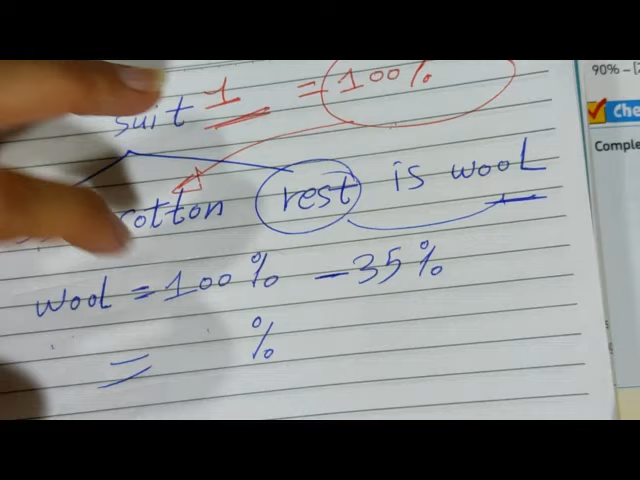 suit 1 = 100%
90% –
Che
cotton rest is wool
Comple
wool = 100% – 35%
= %